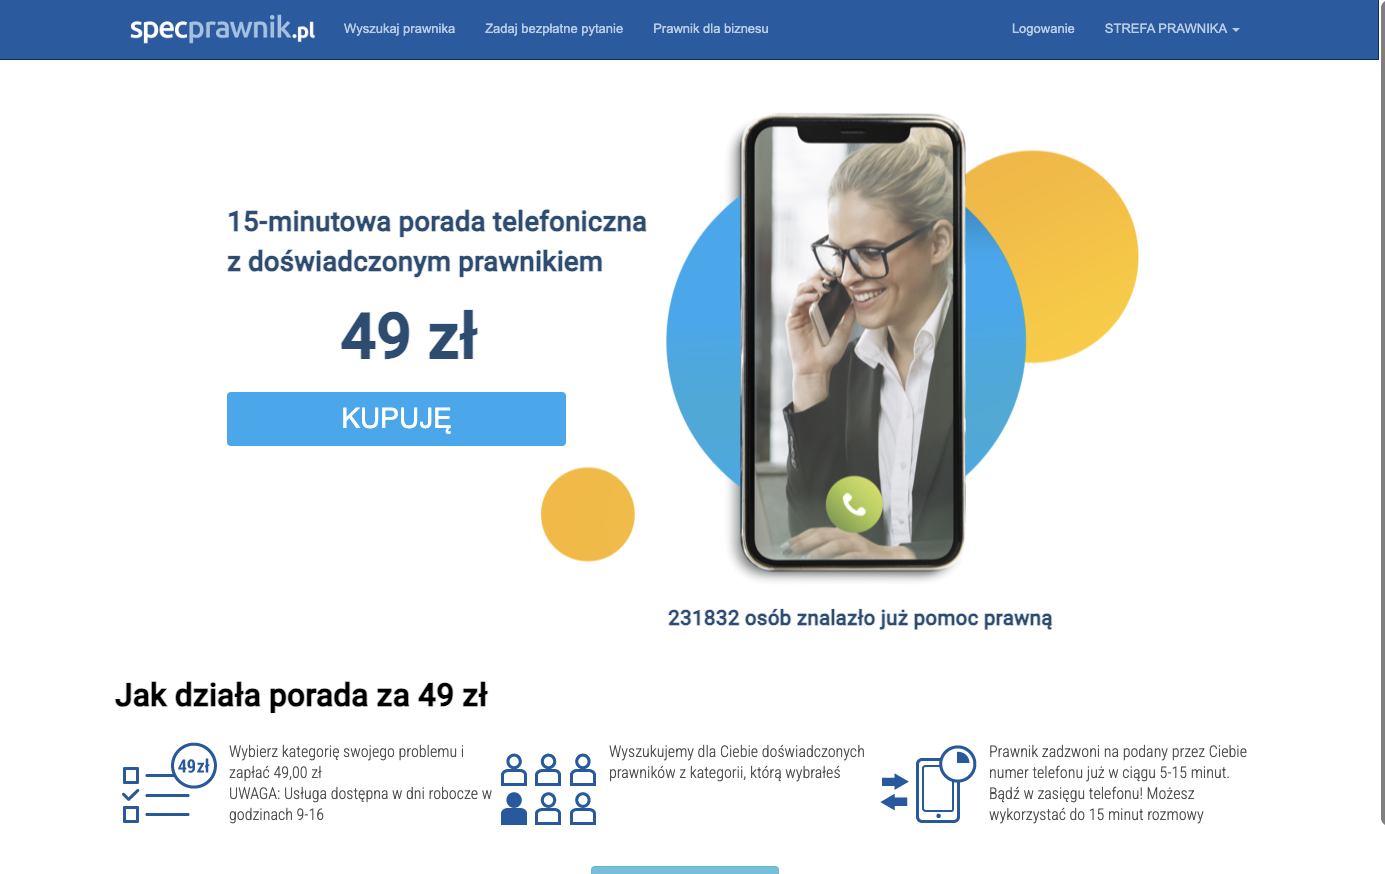 specprawnik.pl
Wyszukaj prawnika
Zadaj bezpłatne pytanie
Prawnik dla biznesu
Logowanie
STREFA PRAWNIKA
15-minutowa porada telefoniczna
z doświadczonym prawnikiem
49 zł
KUPUJĘ
231832 osób znalazło już pomoc prawną
Jak działa porada za 49 zł
49zł
Wybierz kategorię swojego problemu i
zapłać 49,00 zł
UWAGA: Usługa dostępna w dni robocze w
godzinach 9-16
Wyszukujemy dla Ciebie doświadczonych
prawników z kategorii, którą wybrałeś
Prawnik zadzwoni na podany przez Ciebie
numer telefonu już w ciągu 5-15 minut.
Bądź w zasięgu telefonu! Możesz
wykorzystać do 15 minut rozmowy